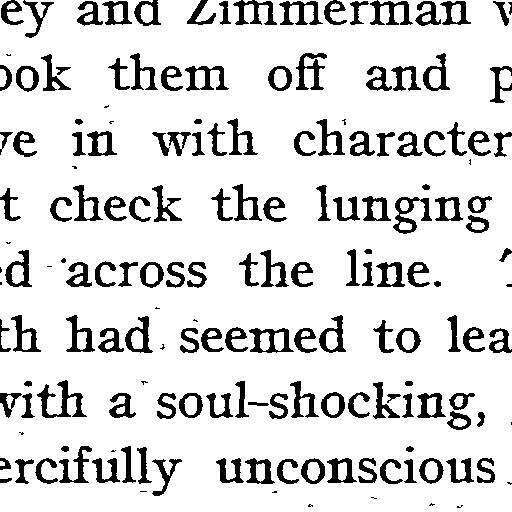 ey and Zimmerman w
ook them off and p
ve in with character
t check the lunging
ed across the line.
th had seemed to lea
with a soul-shocking,
ercifully unconscious